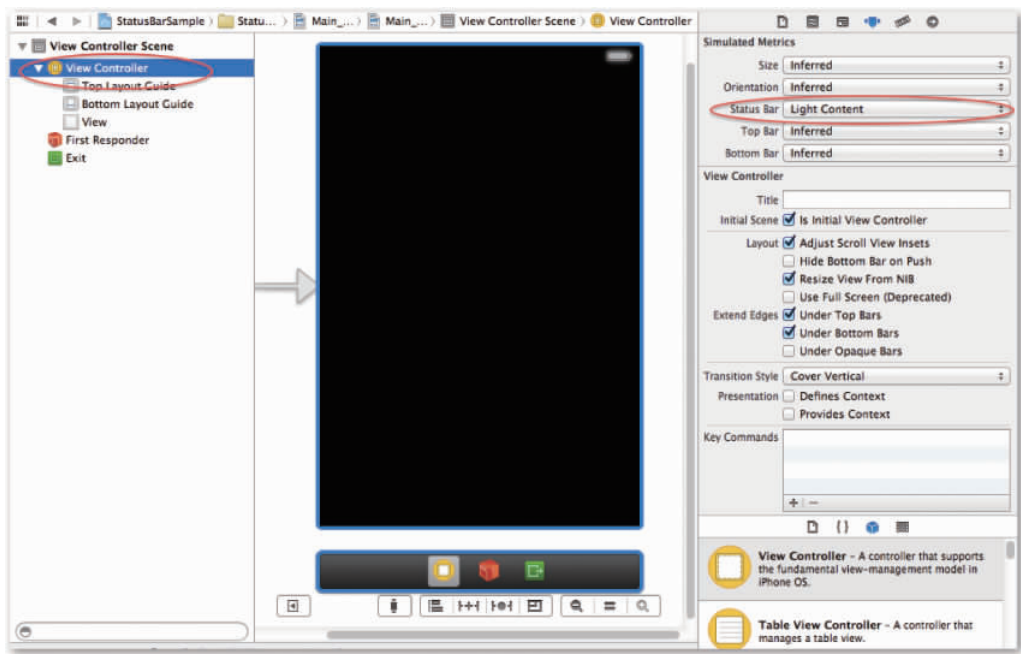 StatusBarSample
Statu...
Main_...)
Main_...)
View Controller Scene
View Controller
View Controller Scene
View Controller
Top Layout Guide
Bottom Layout Guide
View
First Responder
Exit
Simulated Metrics
Size Inferred
Orientation Inferred
Status Bar Light Content
Top Bar Inferred
Bottom Bar Inferred
View Controller
Title
Initial Scene Is Initial View Controller
Layout Adjust Scroll View Insets
Hide Bottom Bar on Push
Resize View From NIB
Use Full Screen (Deprecated)
Extend Edges Under Top Bars
Under Bottom Bars
Under Opaque Bars
Transition Style Cover Vertical
Presentation Defines Context
Provides Context
Key Commands
+ −
{}
View Controller - A controller that supports
the fundamental view-management model in
iPhone OS.
Table View Controller - A controller that
manages a table view.